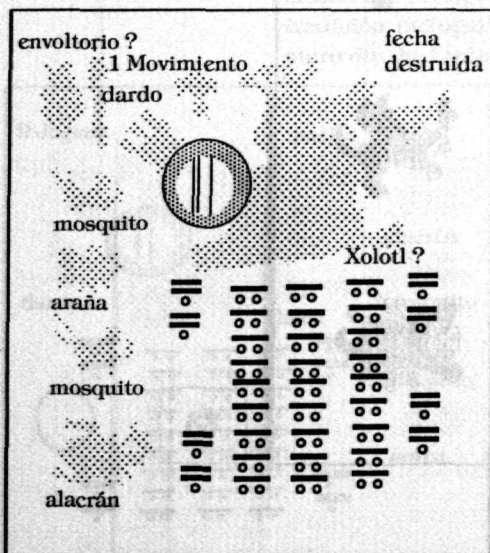 envoltorio ?
fecha
1 Movimiento
destruida
dardo
mosquito
Xolotl ?
araña
mosquito
alacrán